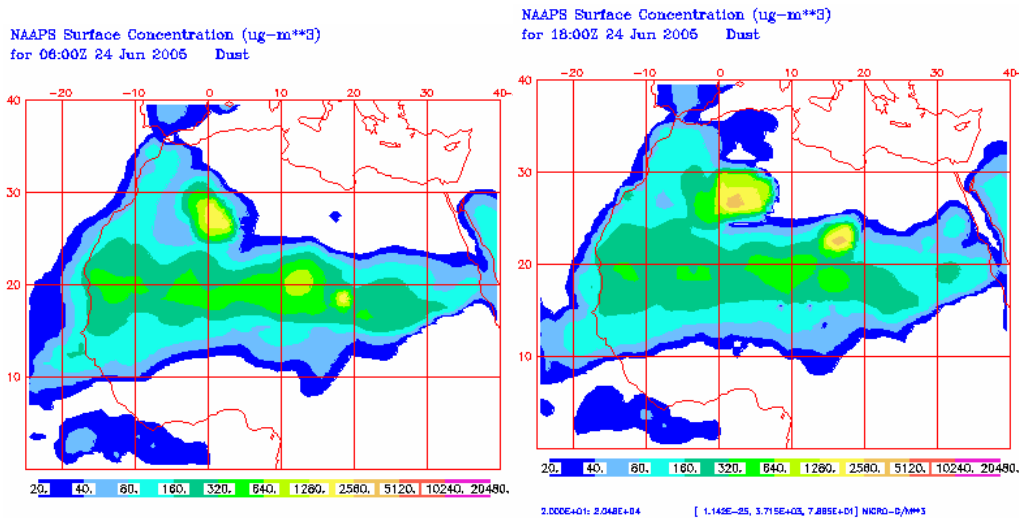 NAAPS Surface Concentration (ug-m**3)
for 06:00Z 24 Jun 2005 Dust
-20 -10 0 10 20 30 40
40
30
20
10
20. 40. 80. 160. 320. 640. 1280. 2560. 5120. 10240. 20480.
NAAPS Surface Concentration (ug-m**3)
for 18:00Z 24 Jun 2005 Dust
-20 -10 0 10 20 30 40
40
30
20
10
20. 40. 80. 160. 320. 640. 1280. 2560. 5120. 10240. 20480.
2.000E+01: 2.048E+04 [ 1.142E-25, 3.715E+03, 7.885E+01] MICRO-G/M**3